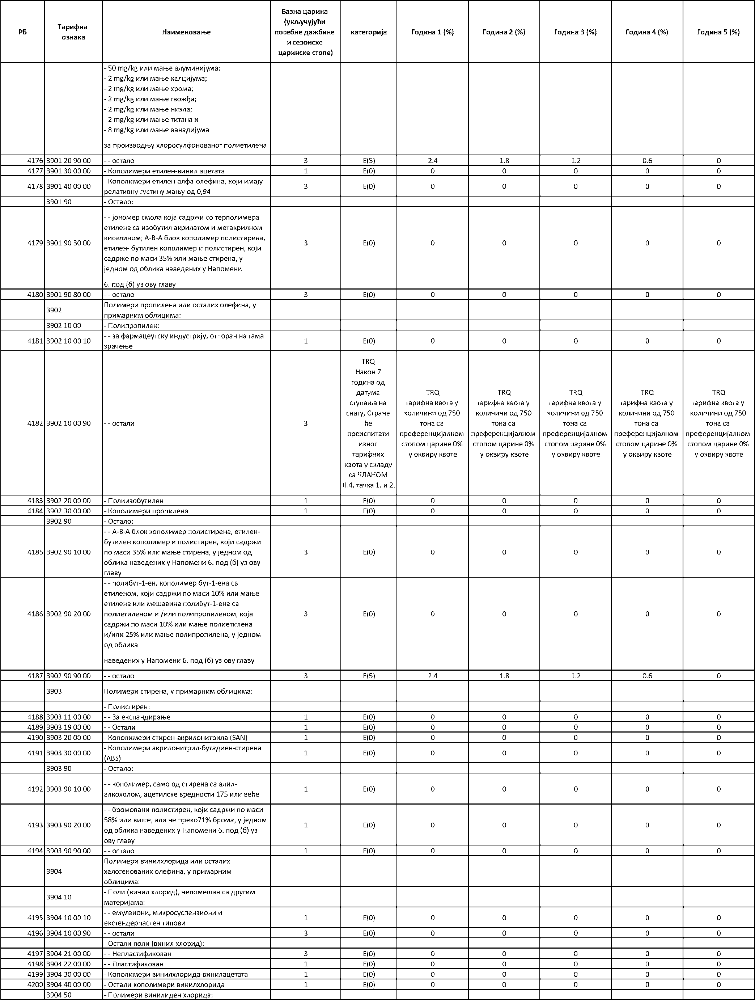 РБ
Тарифна ознака
Наименовање
Базна царина (укључујући посебне дажбине и сезонске царинске стопе)
категорија
Година 1 (%)
Година 2 (%)
Година 3 (%)
Година 4 (%)
Година 5 (%)
- 50 mg/kg или мање алуминијума;
- 2 mg/kg или мање калцијума;
- 2 mg/kg или мање хрома;
- 2 mg/kg или мање гвожђа;
- 2 mg/kg или мање никла;
- 2 mg/kg или мање титана и
- 8 mg/kg или мање ванадијума
за производњу хлоросулфонованог полиетилена
4176 3901 20 90 00 - - остало 3 E(5) 2.4 1.8 1.2 0.6 0
4177 3901 30 00 00 - Кополимери етилен-винил ацетата 1 E(0) 0 0 0 0 0
- Кополимери етилен-алфа-олефина, који имају
4178 3901 40 00 00 релативну густину мању од 0,94 3 E(0) 0 0 0 0 0
3901 90 - Остало:
- - јономер смола која садржи со терполимера
етилена са изобутил акрилатом и метакрилном
киселином; А-В-А блок кополимер полистирена,
4179 3901 90 30 00 етилен- бутилен кополимер и полистирен, који 3 E(0) 0 0 0 0 0
садрже по маси 35% или мање стирена, у
једном од облика наведених у Напомени
6. под (б) уз ову главу
4180 3901 90 80 00 - - остало 3 E(0) 0 0 0 0 0
3902 Полимери пропилена или осталих олефина, у
примарним облицима:
3902 10 00 - Полипропилен:
4181 3902 10 00 10 - - за фармацеутску индустрију, отпоран на гама
зрачење 1 E(0) 0 0 0 0 0
4182 3902 10 00 90 - - остали 3
TRQ
Након 7
година од
датума
ступања на
снагу, Стране
ће
преиспитати
износ
тарифних
квота у складу
са ЧЛАНОМ
II.4, тачка 1. и 2.
TRQ
тарифна квота у
количини од 750
тона са
преференцијалном
стопом царине 0%
у оквиру квоте
TRQ
тарифна квота у
количини од 750
тона са
преференцијалном
стопом царине 0%
у оквиру квоте
TRQ
тарифна квота у
количини од 750
тона са
преференцијалном
стопом царине 0%
у оквиру квоте
TRQ
тарифна квота у
количини од 750
тона са
преференцијалном
стопом царине 0%
у оквиру квоте
TRQ
тарифна квота у
количини од 750
тона са
преференцијалном
стопом царине 0%
у оквиру квоте
4183 3902 20 00 00 - Полиизобутилен 1 E(0) 0 0 0 0 0
4184 3902 30 00 00 - Кополимери пропилена 1 E(0) 0 0 0 0 0
3902 90 - Остало:
- - А-В-А блок кополимер полистирена, етилен-
бутилен кополимер и полистирен, који садржи
4185 3902 90 10 00 по маси 35% или мање стирена, у једном од 3 E(0) 0 0 0 0 0
облика наведених у Напомени 6. под (б) уз ову
главу
- - полибут-1-ен, кополимер бут-1-ена са
етиленом, који садржи по маси 10% или мање
етилена или мешавина полибут-1-ена са
4186 3902 90 20 00 полиетиленом и /или полипропиленом, која 3 E(0) 0 0 0 0 0
садржи по маси 10% или мање полиетилена
и/или 25% или мање полипропилена, у једном
од облика
наведених у Напомени 6. под (б) уз ову главу
4187 3902 90 90 00 - - остало 3 E(5) 2.4 1.8 1.2 0.6 0
3903 Полимери стирена, у примарним облицима:
- Полистирен:
4188 3903 11 00 00 - - За експандирање 1 E(0) 0 0 0 0 0
4189 3903 19 00 00 - - Остали 1 E(0) 0 0 0 0 0
4190 3903 20 00 00 - Кополимери стирен-акрилонитрила (SAN) 1 E(0) 0 0 0 0 0
4191 3903 30 00 00 - Кополимери акрилонитрил-бутадиен-стирена
(ABS) 1 E(0) 0 0 0 0 0
3903 90 - Остало:
4192 3903 90 10 00 - - кополимер, само од стирена са алил-
алкохолом, ацетилске вредности 175 или веће 1 E(0) 0 0 0 0 0
- - бромовани полистирен, који садржи по маси
58% или више, али не преко71% брома, у једном
4193 3903 90 20 00 од облика наведених у Напомени 6. под (б) уз 1 E(0) 0 0 0 0 0
ову главу
4194 3903 90 90 00 - - остало 1 E(0) 0 0 0 0 0
Полимери винилхлорида или осталих
3904 халогенованих олефина, у примарним
облицима:
3904 10 - Поли (винил хлорид), непомешан са другим
материјама:
4195 3904 10 00 10 - - емулзиони, микросуспензиони и
екстендерпастен типови 1 E(0) 0 0 0 0 0
4196 3904 10 00 90 - - остали 3 E(0) 0 0 0 0 0
- Остали поли (винил хлорид):
4197 3904 21 00 00 - - Непластификован 3 E(0) 0 0 0 0 0
4198 3904 22 00 00 - - Пластификован 1 E(0) 0 0 0 0 0
4199 3904 30 00 00 - Кополимери винилхлорида-винилацетата 1 E(0) 0 0 0 0 0
4200 3904 40 00 00 - Остали кополимери винилхлорида 1 E(0) 0 0 0 0 0
3904 50 - Полимери винилиден хлорида: